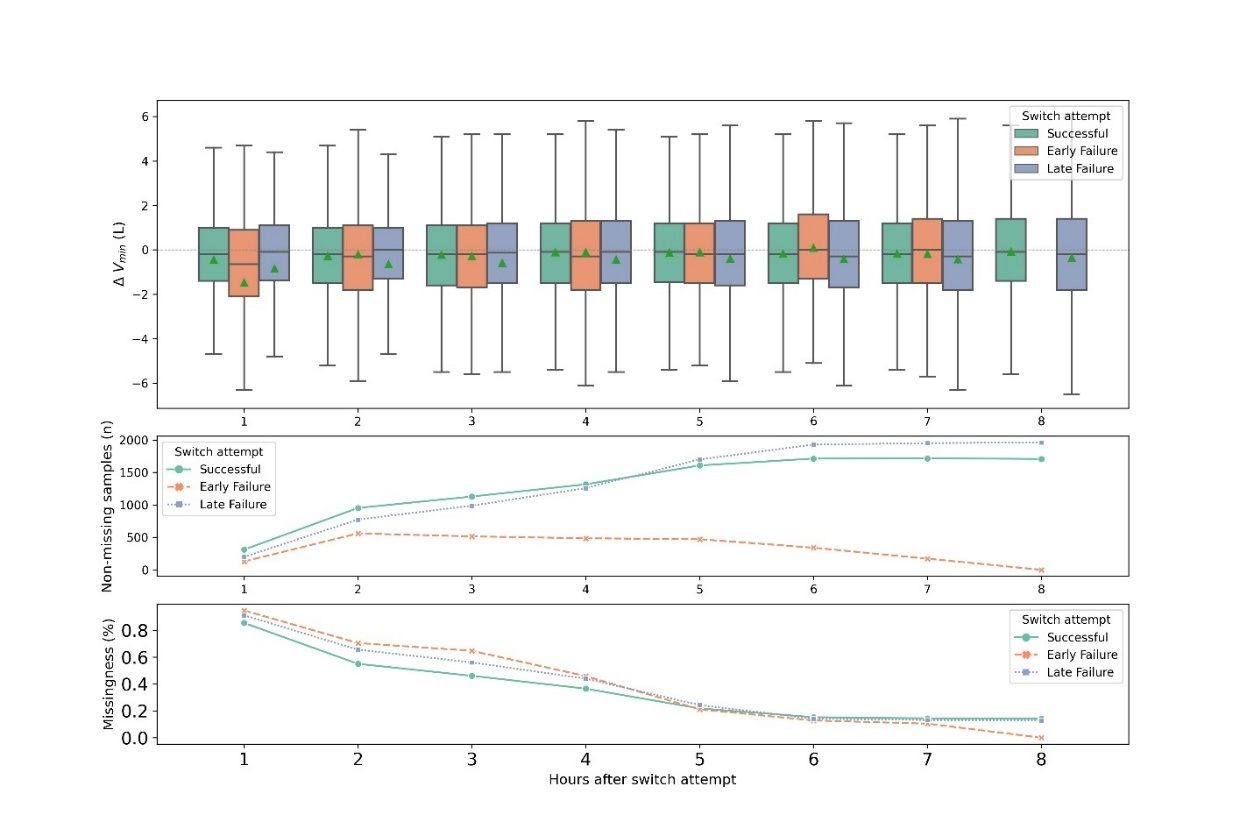 Δ Vmin (L)
6
4
2
0
−2
−4
−6
Switch attempt
Successful
Early Failure
Late Failure
1 2 3 4 5 6 7 8
Non-missing samples (n)
2000
1500
1000
500
0
Switch attempt
Successful
Early Failure
Late Failure
1 2 3 4 5 6 7 8
Missingness (%)
0.8
0.6
0.4
0.2
0.0
Switch attempt
Successful
Early Failure
Late Failure
1 2 3 4 5 6 7 8
Hours after switch attempt